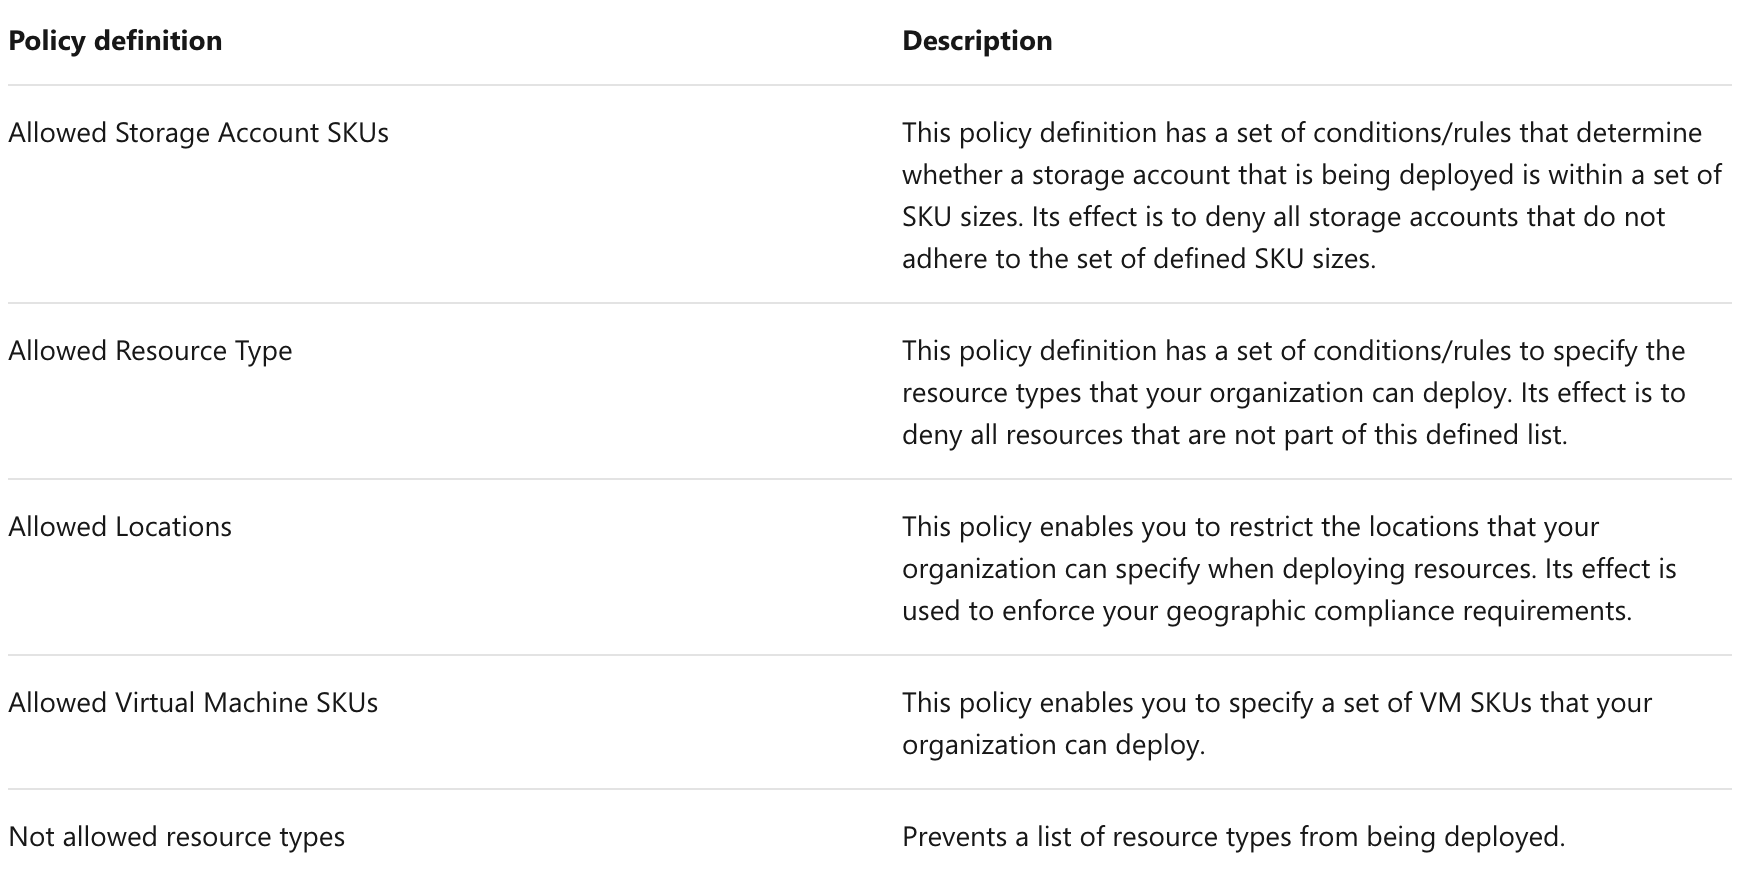 Policy definition
Description
Allowed Storage Account SKUs
This policy definition has a set of conditions/rules that determine
whether a storage account that is being deployed is within a set of
SKU sizes. Its effect is to deny all storage accounts that do not
adhere to the set of defined SKU sizes.
Allowed Resource Type
This policy definition has a set of conditions/rules to specify the
resource types that your organization can deploy. Its effect is to
deny all resources that are not part of this defined list.
Allowed Locations
This policy enables you to restrict the locations that your
organization can specify when deploying resources. Its effect is
used to enforce your geographic compliance requirements.
Allowed Virtual Machine SKUs
This policy enables you to specify a set of VM SKUs that your
organization can deploy.
Not allowed resource types
Prevents a list of resource types from being deployed.